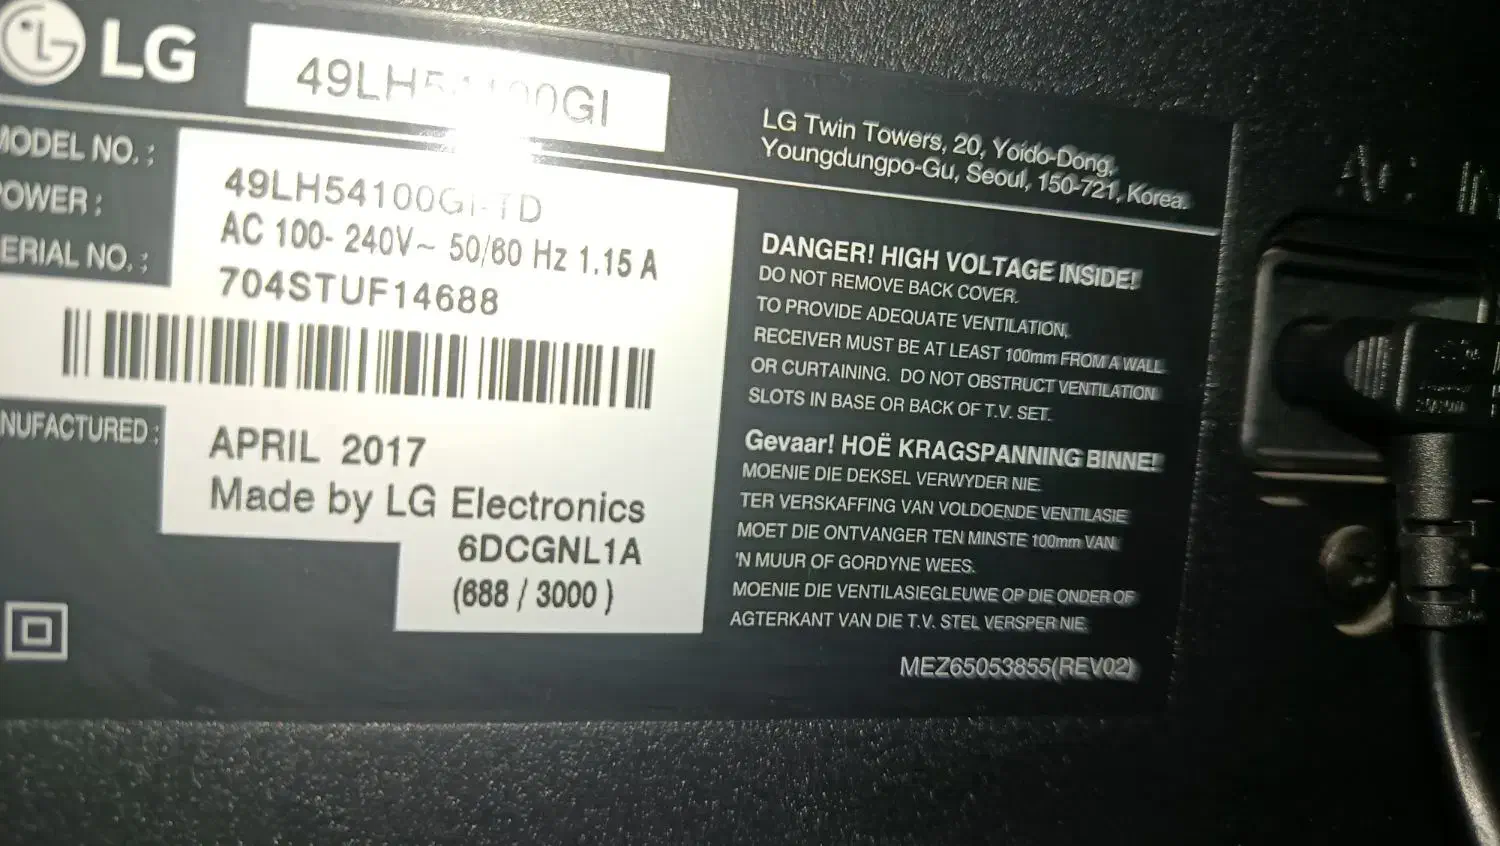 LG
49LH54100GI
LG Twin Towers, 20, Yoido-Dong,
Youngdungpo-Gu, Seoul, 150-721, Korea.
MODEL NO. : 49LH54100GI-TD
OWER : AC 100- 240V~ 50/60 Hz 1.15 A
ERIAL NO. : 704STUF14688
NUFACTURED : APRIL 2017
Made by LG Electronics
6DCGNL1A
(688 / 3000 )
DANGER! HIGH VOLTAGE INSIDE!
DO NOT REMOVE BACK COVER.
TO PROVIDE ADEQUATE VENTILATION,
RECEIVER MUST BE AT LEAST 100mm FROM A WALL
OR CURTAINING. DO NOT OBSTRUCT VENTILATION
SLOTS IN BASE OR BACK OF T.V. SET.
Gevaar! HOË KRAGSPANNING BINNE!
MOENIE DIE DEKSEL VERWYDER NIE.
TER VERSKAFFING VAN VOLDOENDE VENTILASIE
MOET DIE ONTVANGER TEN MINSTE 100mm VAN
'N MUUR OF GORDYNE WEES.
MOENIE DIE VENTILASIEGLEUWE OP DIE ONDER OF
AGTERKANT VAN DIE T.V. STEL VERSPER NIE.
MEZ65053855(REV02)
AC IN